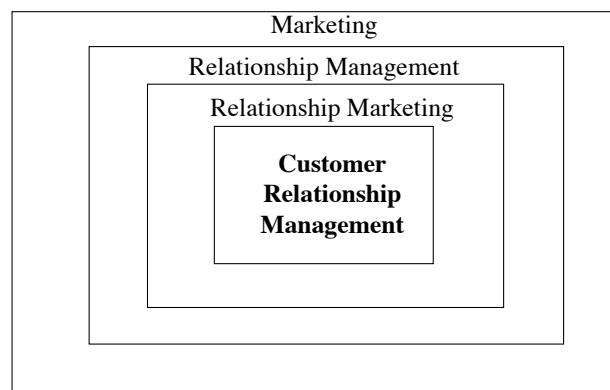 Marketing
Relationship Management
Relationship Marketing
Customer
Relationship
Management